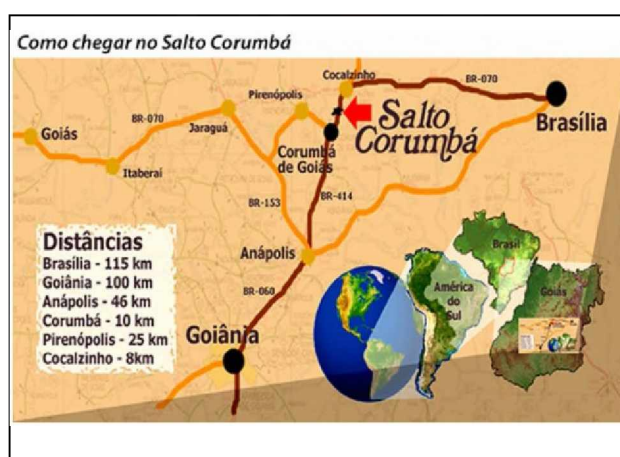 Como chegar no Salto Corumbá
Cocalzinho
BR-070
Pirenópolis
BR-070
Goiás
Jaraguá
Salto
Corumbá
Brasília
Itaberai
Corumbá
de Goiás
BR-153
BR-414
Distâncias
Brasília - 115 km
Goiânia - 100 km
Anápolis - 46 km
Corumbá - 10 km
Pirenópolis - 25 km
Cocalzinho - 8km
Anápolis
BR-060
Goiânia
América
do
Sul
Brasil
Goiás